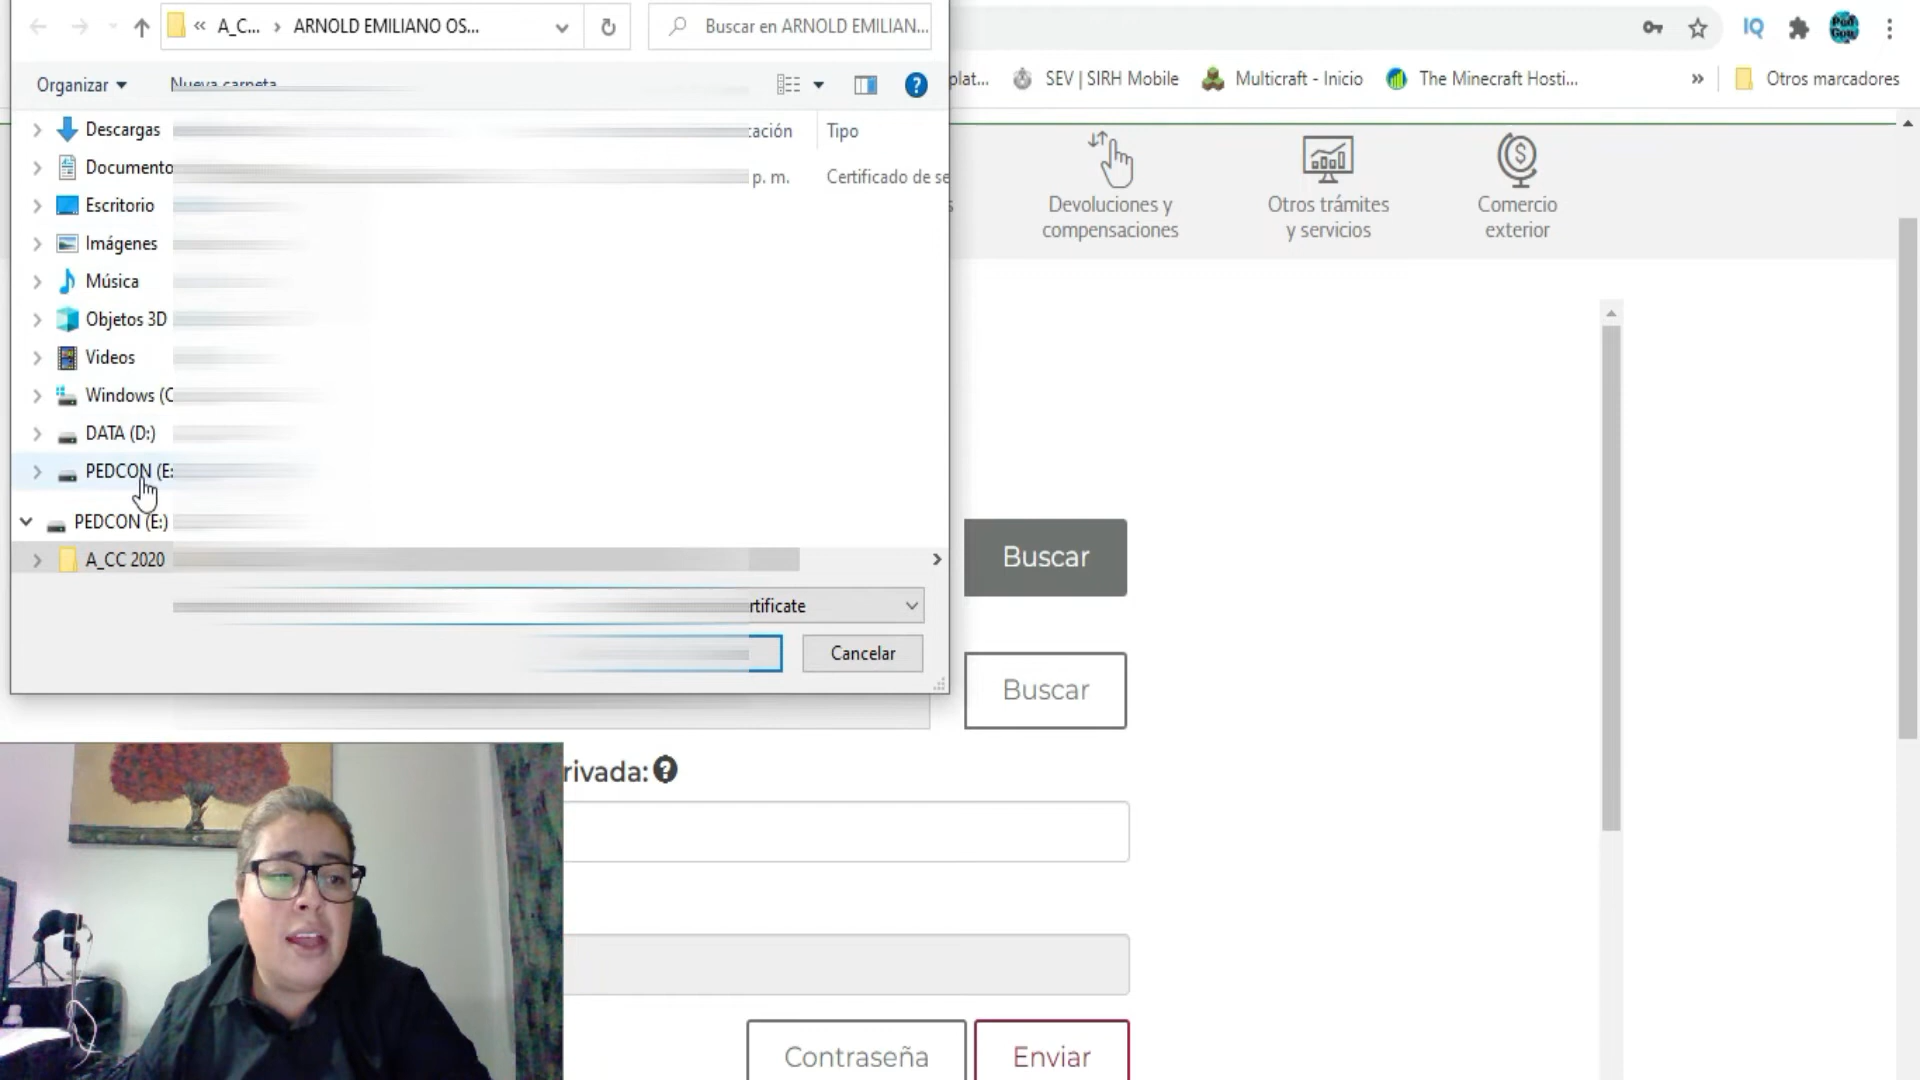 « A_C... > ARNOLD EMILIANO OS...
Buscar en ARNOLD EMILIAN...
Organizar
Nueva carpeta
plat...
SEV | SIRH Mobile
Multicraft - Inicio
The Minecraft Hosti...
»
Otros marcadores
Descargas
Documento
Escritorio
Imágenes
Música
Objetos 3D
Videos
Windows (C
DATA (D:)
PEDCON (E:
PEDCON (E:)
A_CC 2020
ación
Tipo
p. m.
Certificado de se
rtificate
Cancelar
s
Devoluciones y
compensaciones
Otros trámites
y servicios
Comercio
exterior
Buscar
Buscar
rivada:
Contraseña
Enviar